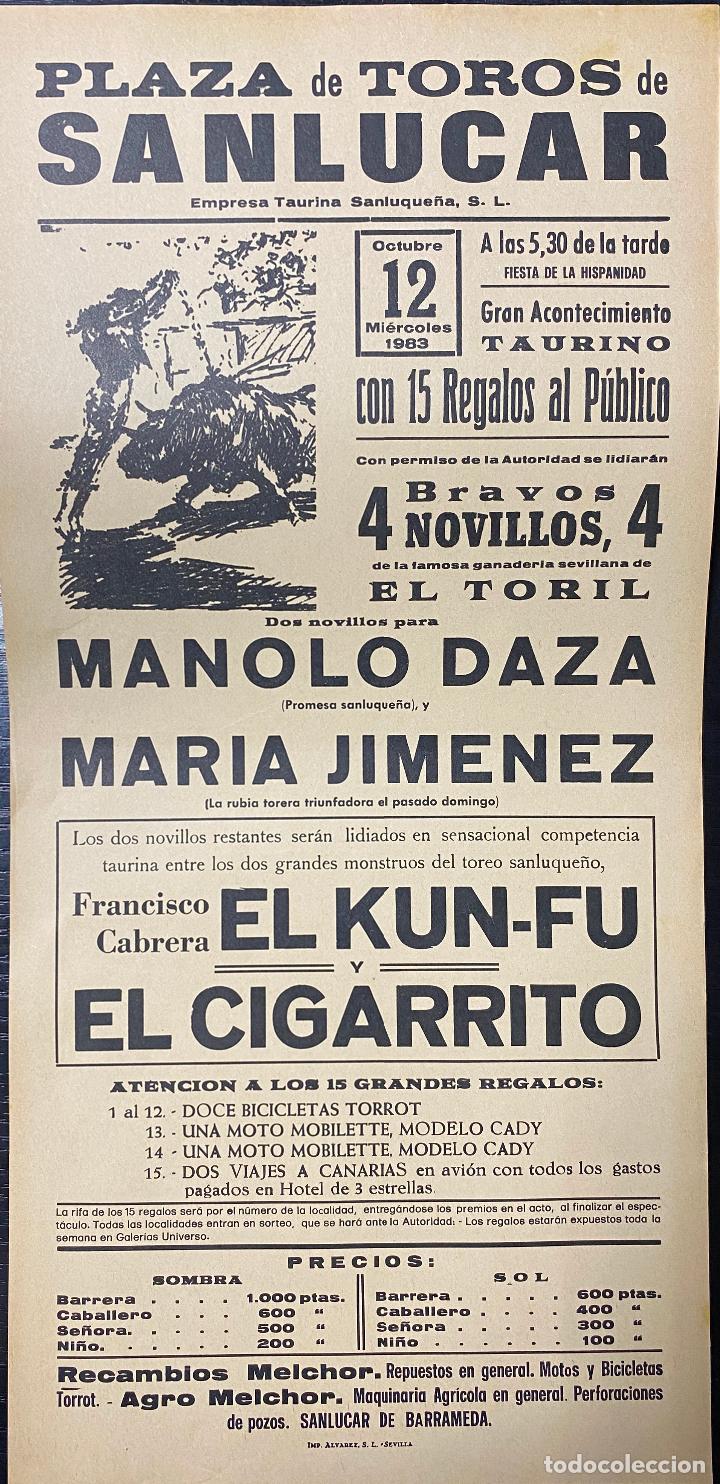 PLAZA de TOROS de
SANLUCAR
Empresa Taurina Sanluqueña, S. L.
Octubre
12
Miércoles
1983
A las 5,30 de la tarde
FIESTA DE LA HISPANIDAD
Gran Acontecimiento
TAURINO
con 15 Regalos al Público
Con permiso de la Autoridad se lidiarán
4 Bravos NOVILLOS, 4
de la famosa ganadería sevillana de
EL TORIL
Dos novillos para
MANOLO DAZA
(Promesa sanluqueña), y
MARIA JIMENEZ
(La rubia torera triunfadora el pasado domingo)
Los dos novillos restantes serán lidiados en sensacional competencia
taurina entre los dos grandes monstruos del toreo sanluqueño,
Francisco Cabrera EL KUN-FU
Y
EL CIGARRITO
ATENCION A LOS 15 GRANDES REGALOS:
1 al 12. - DOCE BICICLETAS TORROT
13. - UNA MOTO MOBILETTE, MODELO CADY
14 - UNA MOTO MOBILETTE, MODELO CADY
15. - DOS VIAJES A CANARIAS en avión con todos los gastos
pagados en Hotel de 3 estrellas.
La rifa de los 15 regalos será por el número de la localidad, entregándose los premios en el acto, al finalizar el espec-
táculo. Todas las localidades entran en sorteo, que se hará ante la Autoridad: - Los regalos estarán expuestos toda la
semana en Galerías Universo.
PRECIOS:
SOMBRA
Barrera . . . . 1.000 ptas.
Caballero . . . . 600 “
Señora. . . . . 500 “
Niño. . . . . . 200 “
SOL
Barrera . . . . . 600 ptas.
Caballero . . . . 400 “
Señora . . . . . 300 “
Niño . . . . . . 100 “
Recambios Melchor. Repuestos en general. Motos y Bicicletas
Torrot. - Agro Melchor. Maquinaria Agrícola en general. Perforaciones
de pozos. SANLUCAR DE BARRAMEDA.
IMP. ALVAREZ, S. L. - SEVILLA
todocoleccion